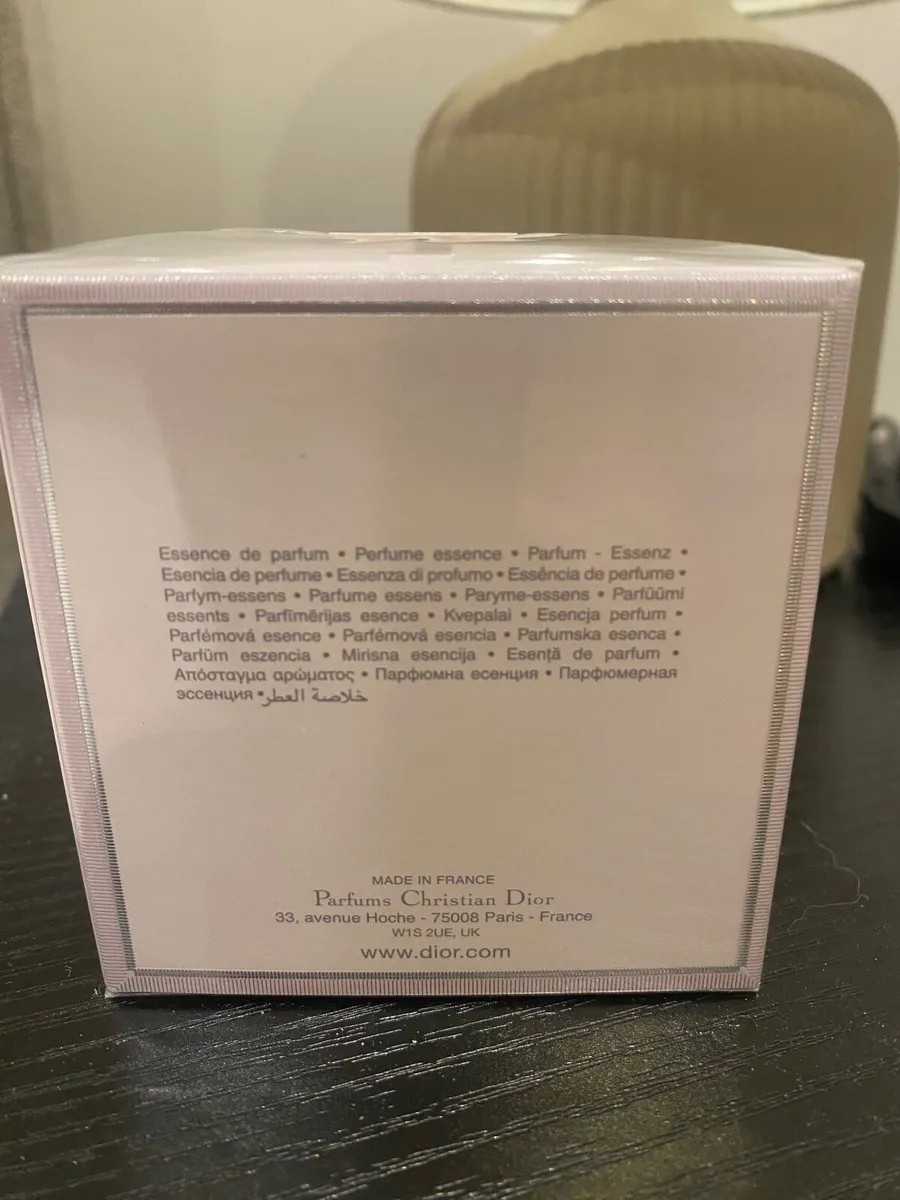 Essence de parfum • Perfume essence • Parfum - Essenz •
Esencia de perfume • Essenza di profumo • Essência de perfume •
Parfym-essens • Parfume essens • Paryme-essens • Parfüümi
essents • Parfimērijas esence • Kvepalai • Esencja perfum •
Parfémová esence • Parfémová esencia • Parfumska esenca •
Parfüm eszencia • Mirisna esencija • Esență de parfum •
Απόσταγμα αρώματος • Парфюмна есенция • Парфюмерная
эссенция • خلاصة العطر
MADE IN FRANCE
Parfums Christian Dior
33, avenue Hoche - 75008 Paris - France
W1S 2UE, UK
www.dior.com